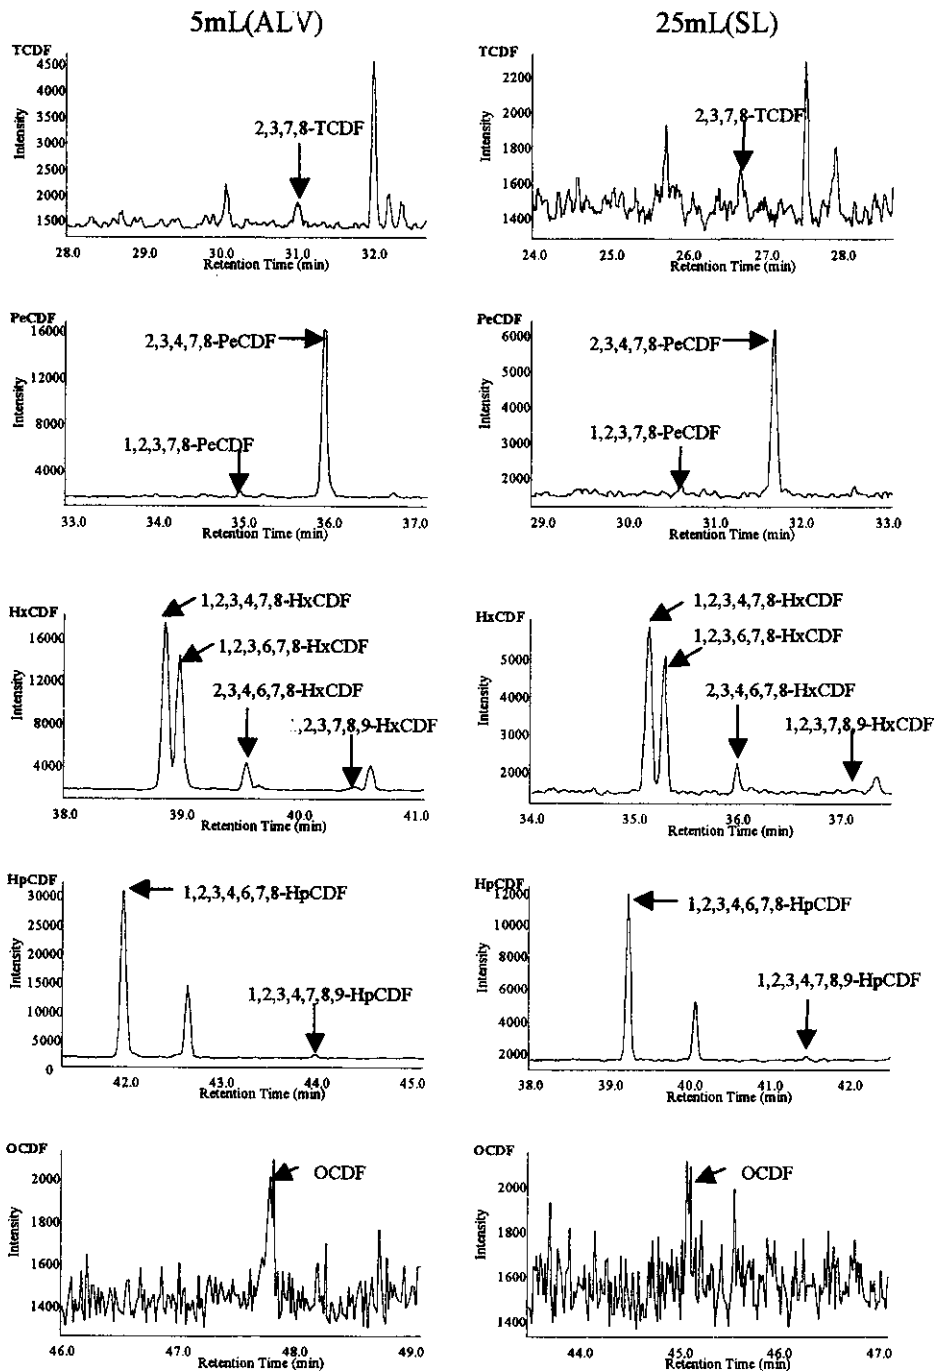 5mL(ALV)
TCDF
4500
4000
3500
3000
2500
2000
1500
Intensity
2,3,7,8-TCDF
28.0 29.0 30.0 31.0 32.0
Retention Time (min)
25mL(SL)
TCDF
2200
2000
1800
1600
1400
Intensity
2,3,7,8-TCDF
24.0 25.0 26.0 27.0 28.0
Retention Time (min)
PeCDF
16000
12000
8000
4000
Intensity
2,3,4,7,8-PeCDF
1,2,3,7,8-PeCDF
33.0 34.0 35.0 36.0 37.0
Retention Time (min)
PeCDF
6000
5000
4000
3000
2000
Intensity
2,3,4,7,8-PeCDF
1,2,3,7,8-PeCDF
29.0 30.0 31.0 32.0 33.0
Retention Time (min)
HxCDF
16000
12000
8000
4000
Intensity
1,2,3,4,7,8-HxCDF
1,2,3,6,7,8-HxCDF
2,3,4,6,7,8-HxCDF
,2,3,7,8,9-HxCDF
38.0 39.0 40.0 41.0
Retention Time (min)
HxCDF
5000
4000
3000
2000
Intensity
1,2,3,4,7,8-HxCDF
1,2,3,6,7,8-HxCDF
2,3,4,6,7,8-HxCDF
1,2,3,7,8,9-HxCDF
34.0 35.0 36.0 37.0
Retention Time (min)
HpCDF
30000
25000
20000
15000
10000
5000
0
Intensity
1,2,3,4,6,7,8-HpCDF
1,2,3,4,7,8,9-HpCDF
42.0 43.0 44.0 45.0
Retention Time (min)
HpCDF
12000
10000
8000
6000
4000
2000
Intensity
1,2,3,4,6,7,8-HpCDF
1,2,3,4,7,8,9-HpCDF
38.0 39.0 40.0 41.0 42.0
Retention Time (min)
OCDF
2000
1800
1600
1400
Intensity
OCDF
46.0 47.0 48.0 49.0
Retention Time (min)
OCDF
2000
1800
1600
1400
Intensity
OCDF
44.0 45.0 46.0 47.0
Retention Time (min)